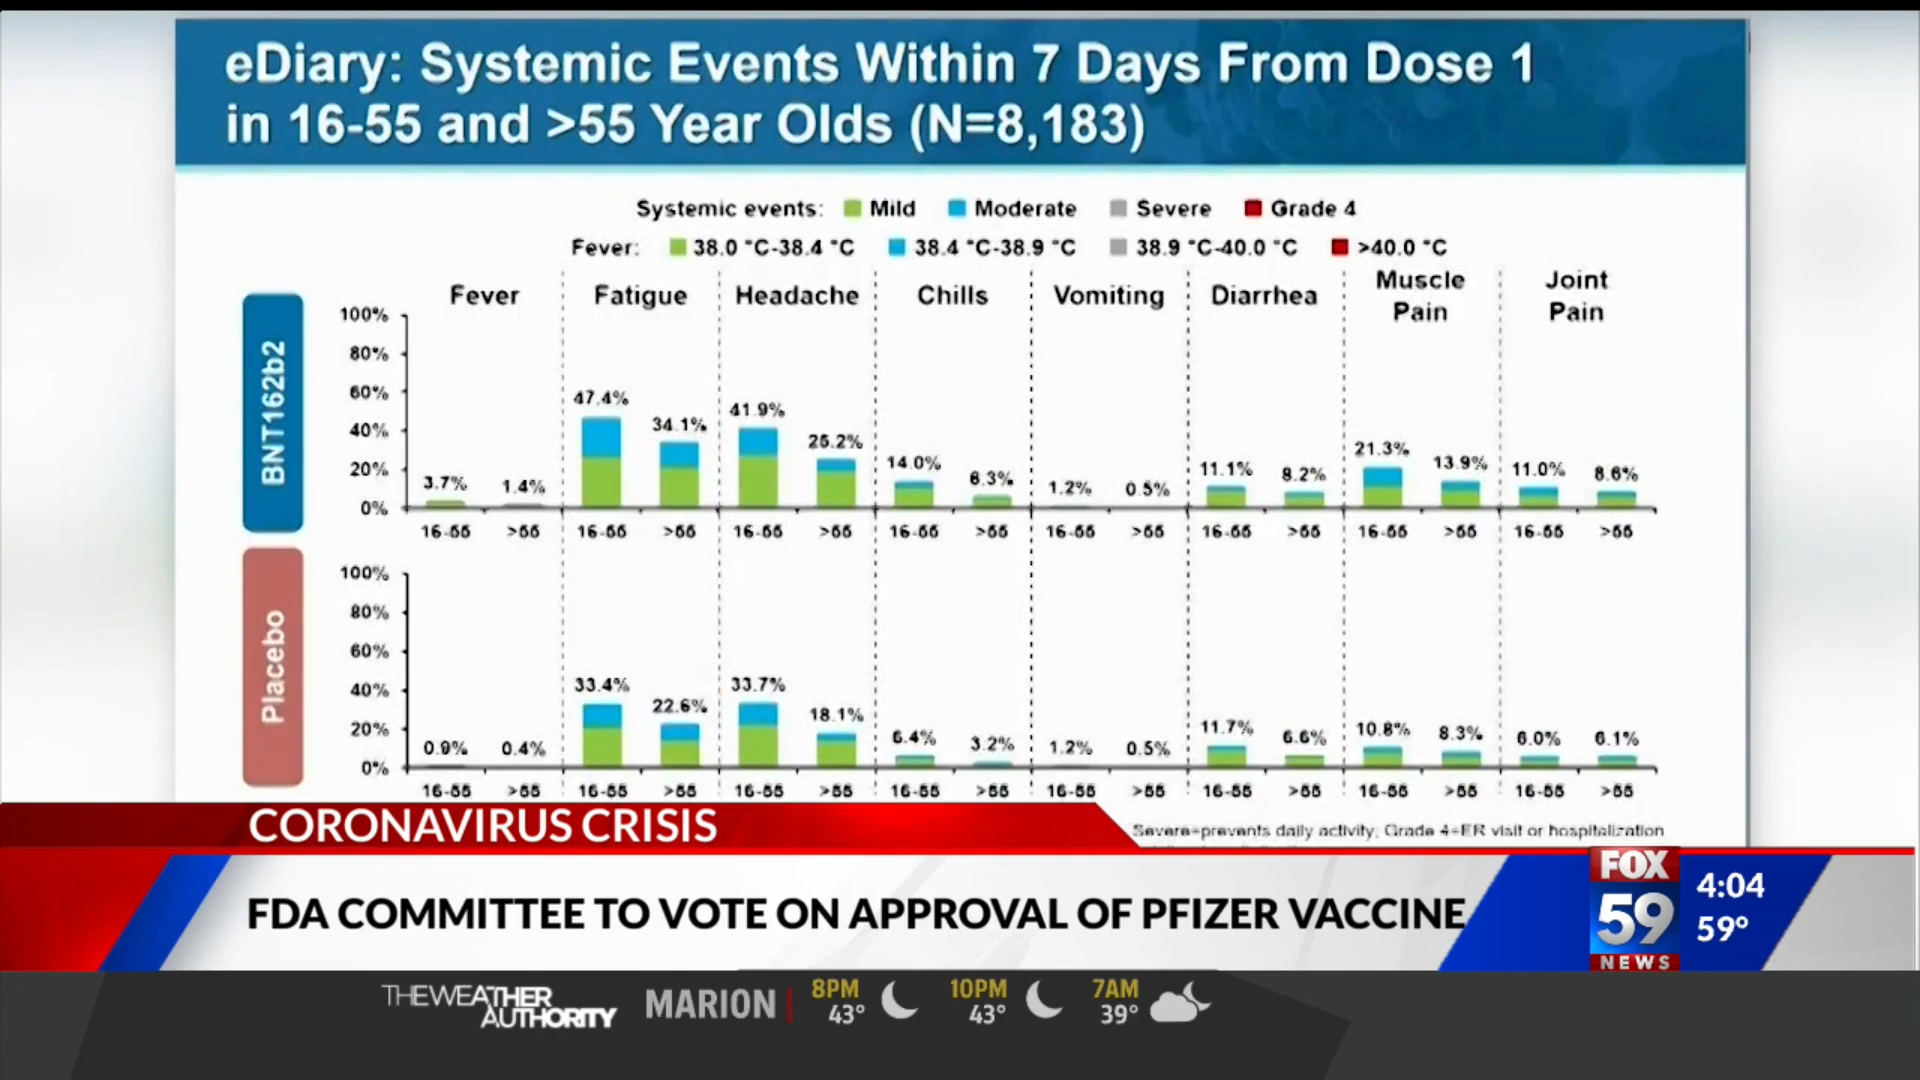 eDiary: Systemic Events Within 7 Days From Dose 1
in 16-55 and >55 Year Olds (N=8,183)
Systemic events: Mild Moderate Severe Grade 4
Fever: 38.0 °C-38.4 °C 38.4 °C-38.9 °C 38.9 °C-40.0 °C >40.0 °C
Fever Fatigue Headache Chills Vomiting Diarrhea Muscle Pain Joint Pain
BNT162b2
100%
80%
60%
40%
20%
0%
3.7% 1.4% 47.4% 34.1% 41.9% 25.2% 14.0% 6.3% 1.2% 0.5% 11.1% 8.2% 21.3% 13.9% 11.0% 8.6%
16-55 >55 16-55 >55 16-55 >55 16-55 >55 16-55 >55 16-55 >55 16-55 >55 16-55 >55
Placebo
100%
80%
60%
40%
20%
0%
0.9% 0.4% 33.4% 22.6% 33.7% 18.1% 6.4% 3.2% 1.2% 0.5% 11.7% 6.6% 10.8% 8.3% 6.0% 6.1%
16-55 >55 16-55 >55 16-55 >55 16-55 >55 16-55 >55 16-55 >55 16-55 >55 16-55 >55
Severe=prevents daily activity; Grade 4=ER visit or hospitalization
CORONAVIRUS CRISIS
FDA COMMITTEE TO VOTE ON APPROVAL OF PFIZER VACCINE
FOX
59
NEWS
4:04
59°
THE WEATHER
AUTHORITY
MARION
8PM
43°
10PM
43°
7AM
39°